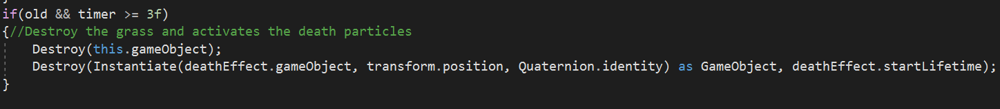 if(old && timer >= 3f)
{//Destroy the grass and activates the death particles
    Destroy(this.gameObject);
    Destroy(Instantiate(deathEffect.gameObject, transform.position, Quaternion.identity) as GameObject, deathEffect.startLifetime);
}